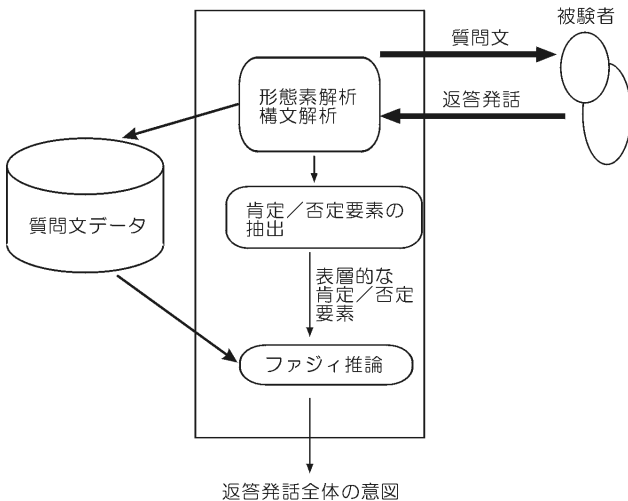 被験者
質問文
返答発話
形態素解析
構文解析
質問文データ
肯定／否定要素の
抽出
表層的な
肯定／否定
要素
ファジィ推論
返答発話全体の意図